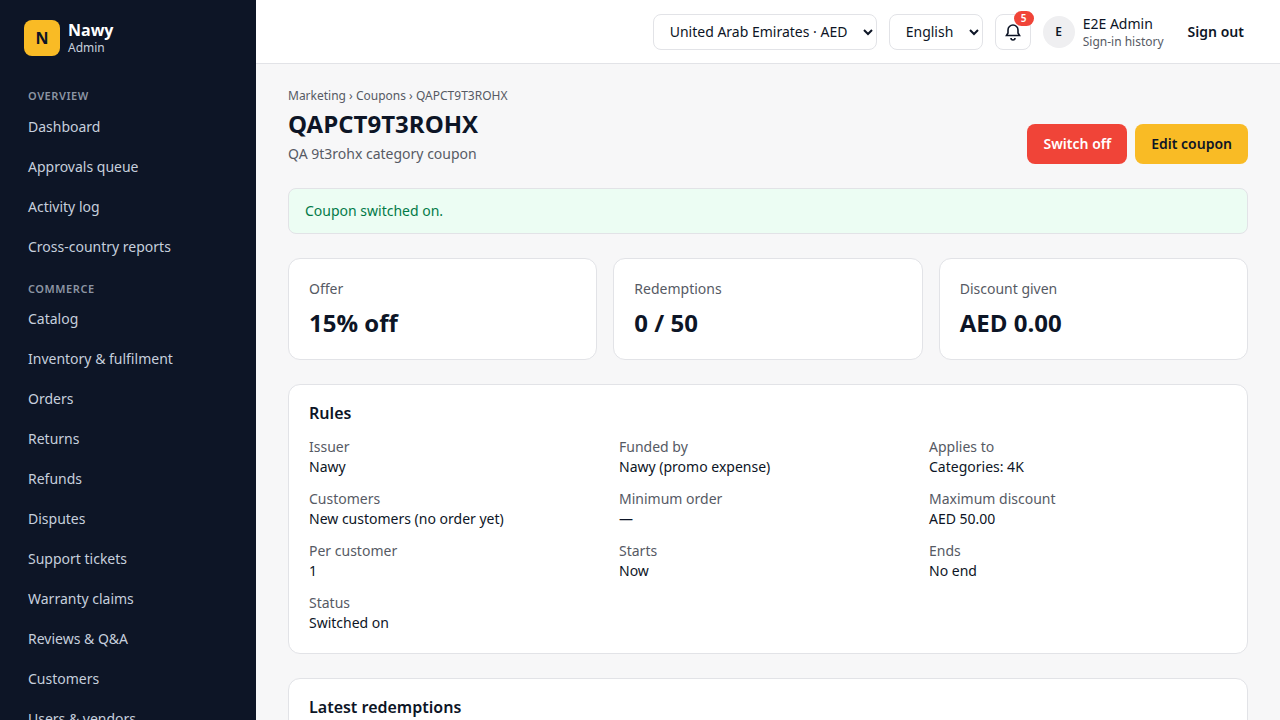 N
Nawy
Admin
OVERVIEW
Dashboard
Approvals queue
Activity log
Cross-country reports
COMMERCE
Catalog
Inventory & fulfilment
Orders
Returns
Refunds
Disputes
Support tickets
Warranty claims
Reviews & Q&A
Customers
Users & vendors
United Arab Emirates · AED
English
5
E
E2E Admin
Sign-in history
Sign out
Marketing › Coupons › QAPCT9T3ROHX
QAPCT9T3ROHX
QA 9t3rohx category coupon
Switch off
Edit coupon
Coupon switched on.
Offer
15% off
Redemptions
0 / 50
Discount given
AED 0.00
Rules
Issuer
Nawy
Funded by
Nawy (promo expense)
Applies to
Categories: 4K
Customers
New customers (no order yet)
Minimum order
—
Maximum discount
AED 50.00
Per customer
1
Starts
Now
Ends
No end
Status
Switched on
Latest redemptions